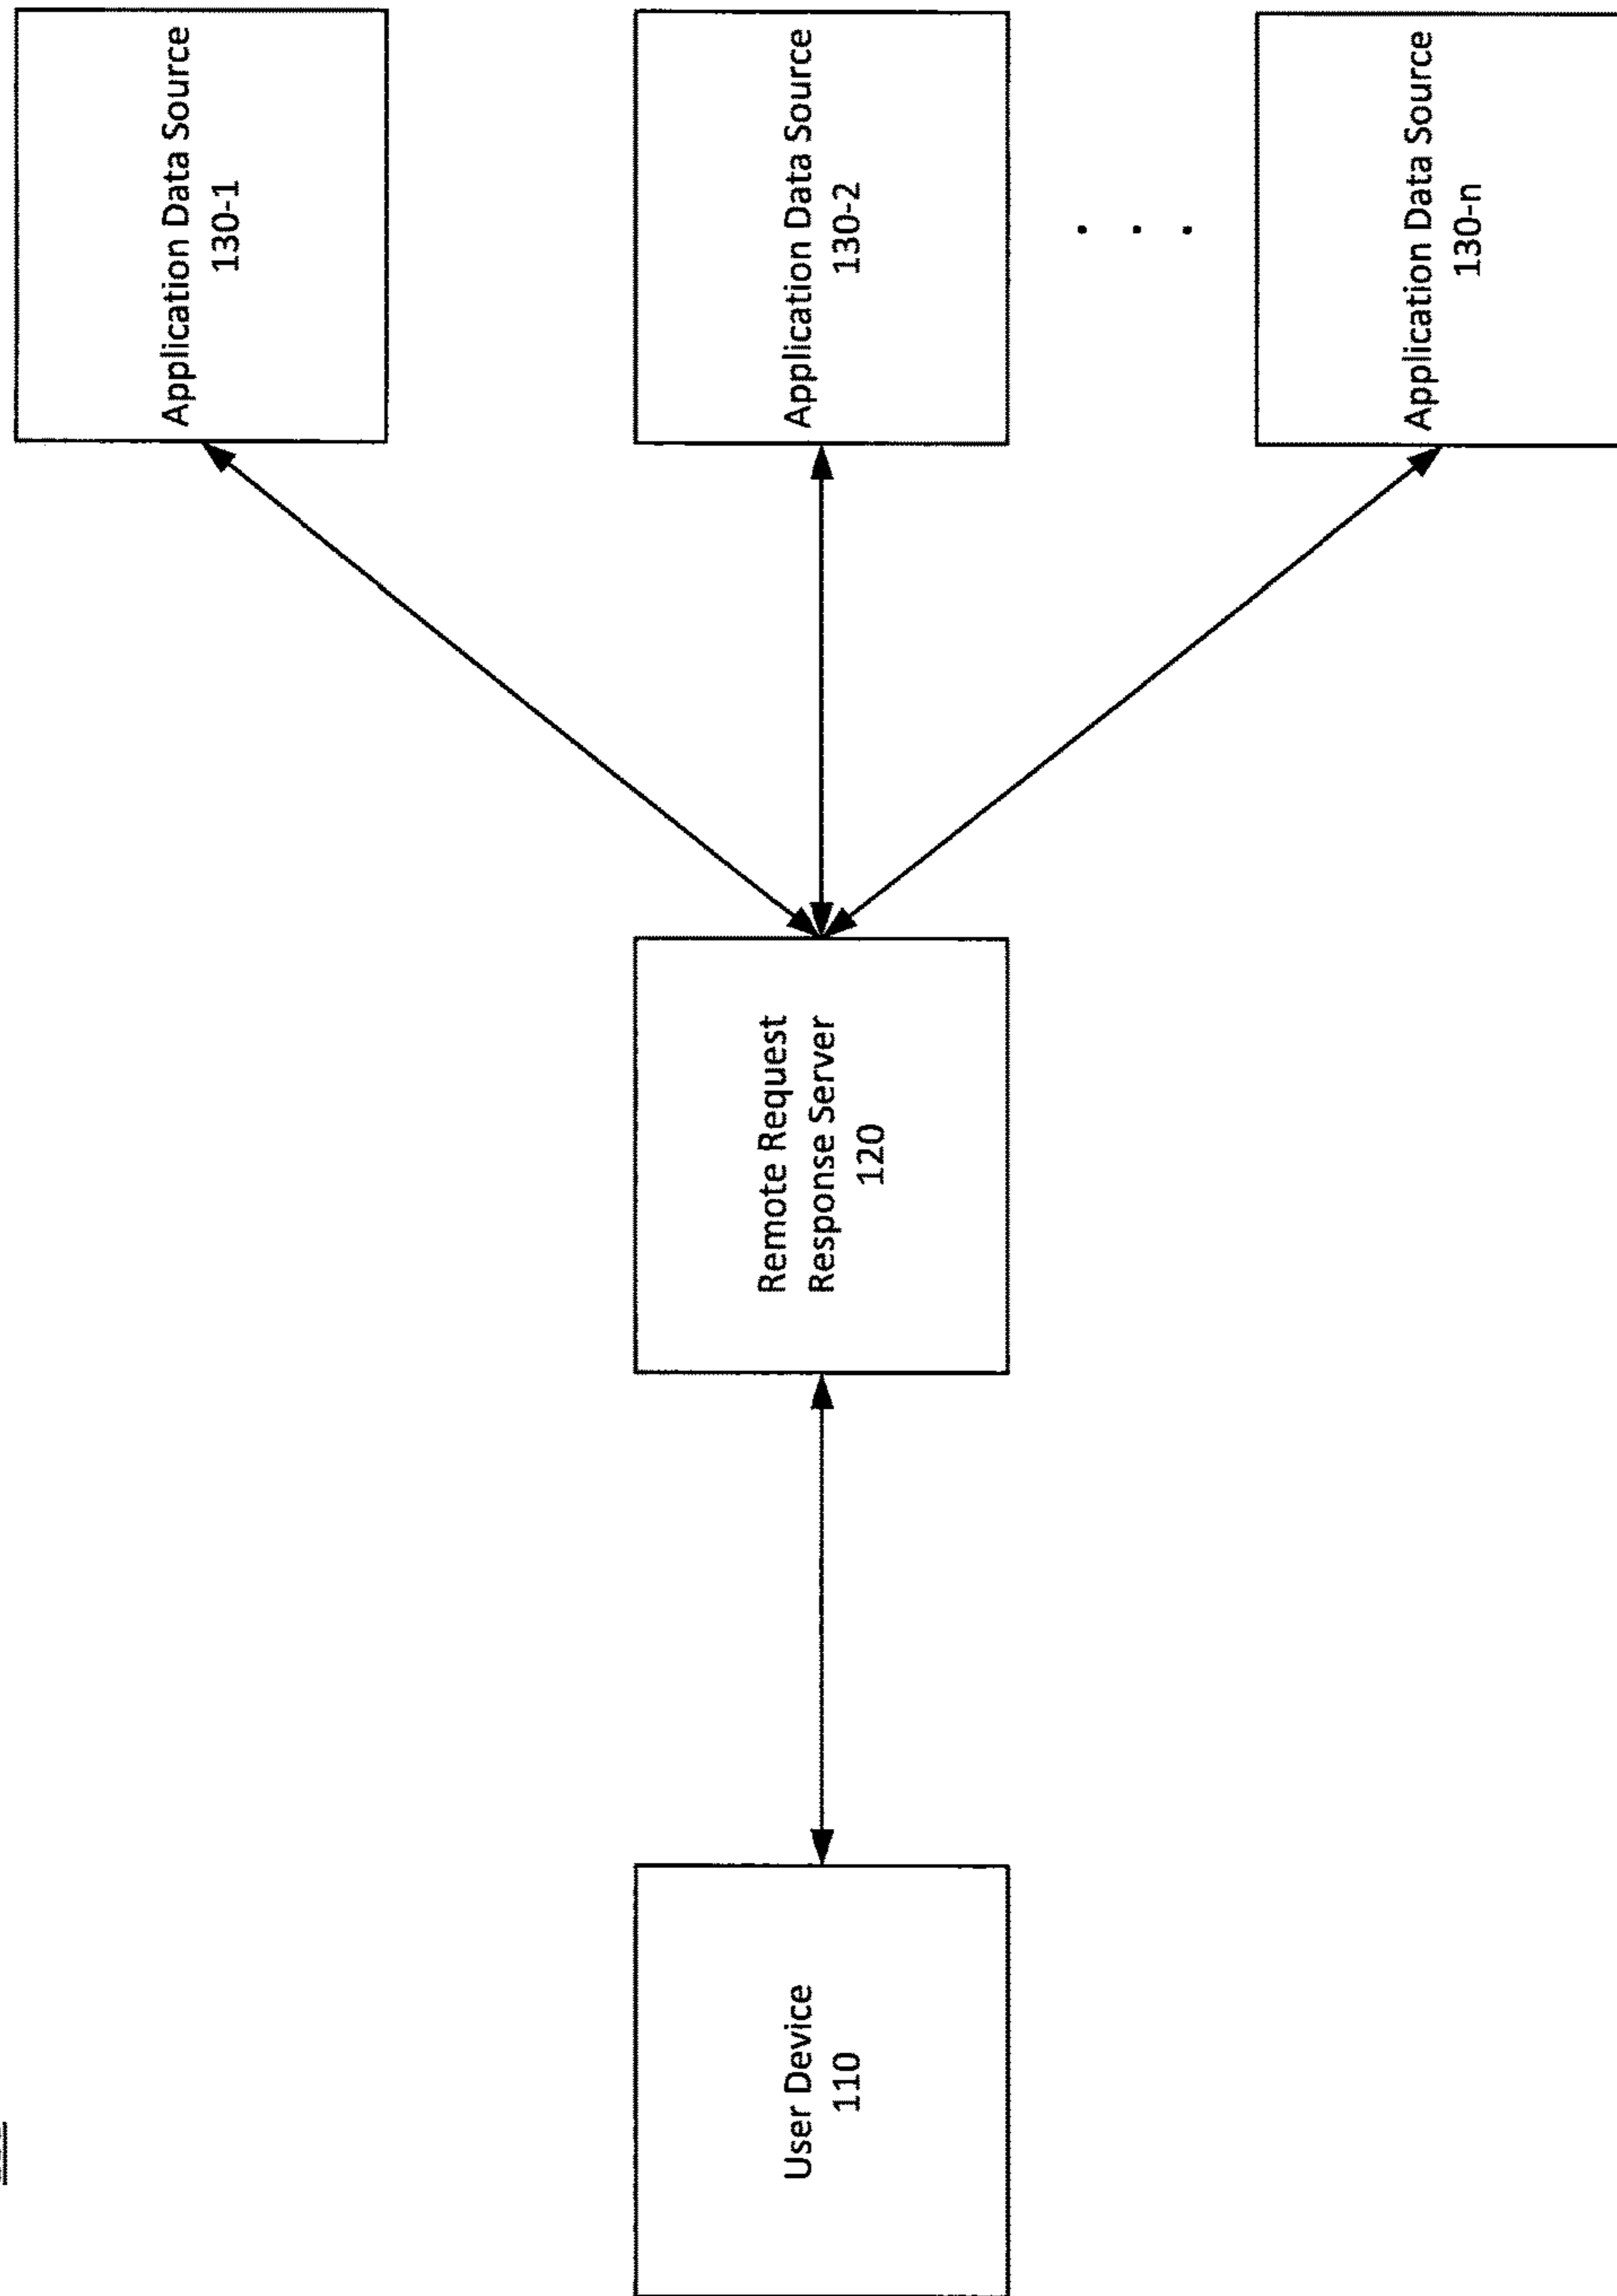 User Device
110
Remote Request
Response Server
120
Application Data Source
130-1
Application Data Source
130-2
. . .
Application Data Source
130-n